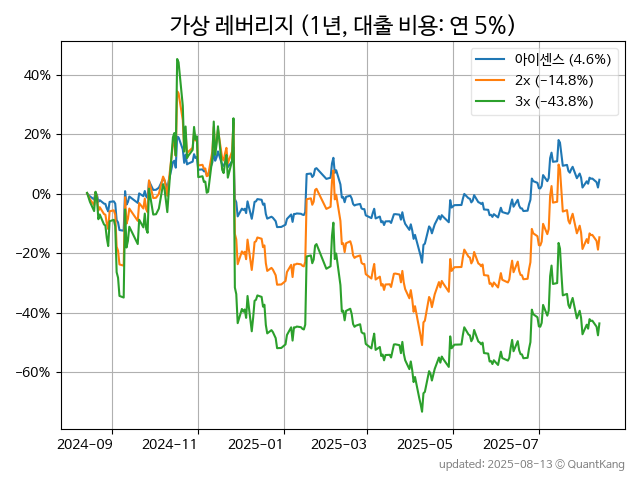 가상 레버리지 (1년, 대출 비용: 연 5%)
아이센스 (4.6%)
2x (−14.8%)
3x (−43.8%)
40%
20%
0%
−20%
−40%
−60%
2024-09 2024-11 2025-01 2025-03 2025-05 2025-07
updated: 2025-08-13 ⓒ QuantKang